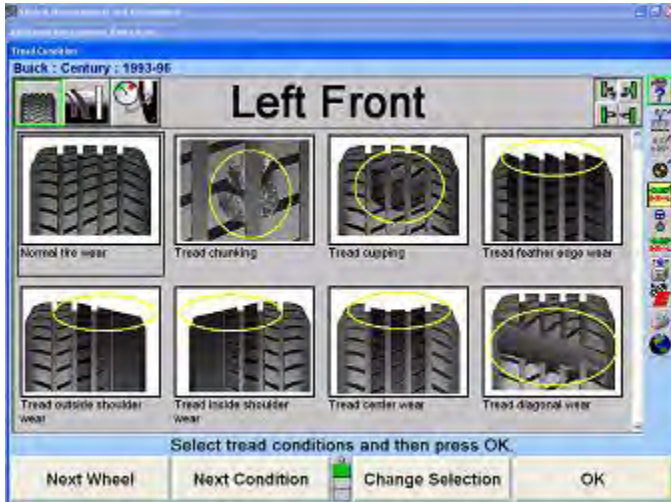 Tread Condition
Buick : Century : 1993-96
Left Front
Normal tire wear
Tread chunking
Tread cupping
Tread feather edge wear
Tread outside shoulder
wear
Tread inside shoulder
wear
Tread center wear
Tread diagonal wear
Select tread conditions and then press OK.
Next Wheel
Next Condition
Change Selection
OK